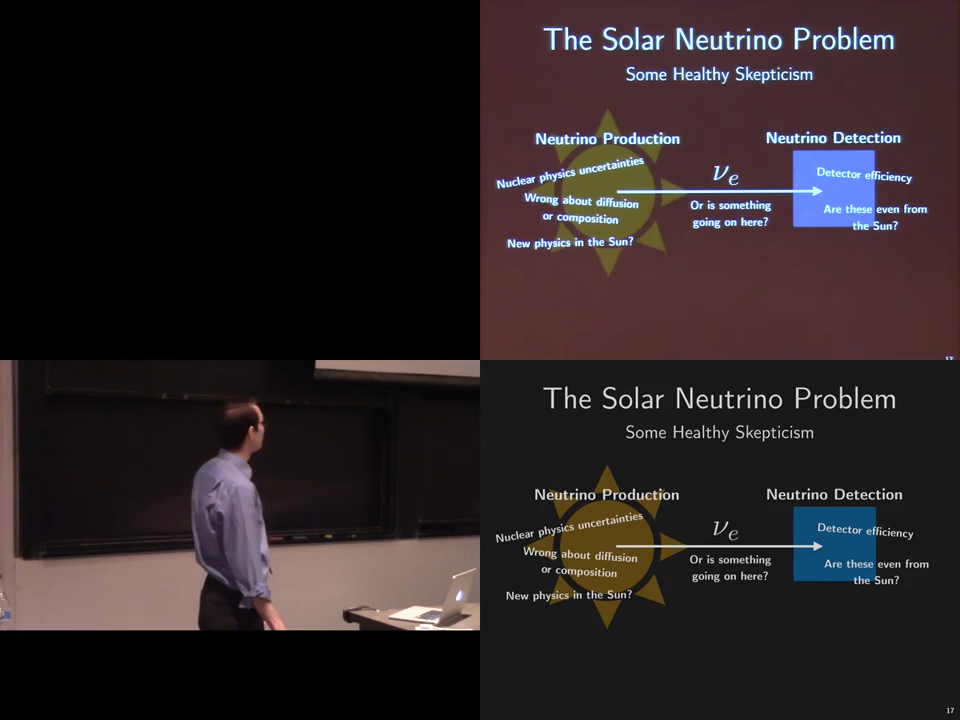 The Solar Neutrino Problem
Some Healthy Skepticism
Neutrino Production
Neutrino Detection
Nuclear physics uncertainties
Wrong about diffusion
or composition
New physics in the Sun?
νe
Or is something
going on here?
Detector efficiency
Are these even from
the Sun?
17
The Solar Neutrino Problem
Some Healthy Skepticism
Neutrino Production
Neutrino Detection
Nuclear physics uncertainties
Wrong about diffusion
or composition
New physics in the Sun?
νe
Or is something
going on here?
Detector efficiency
Are these even from
the Sun?
17